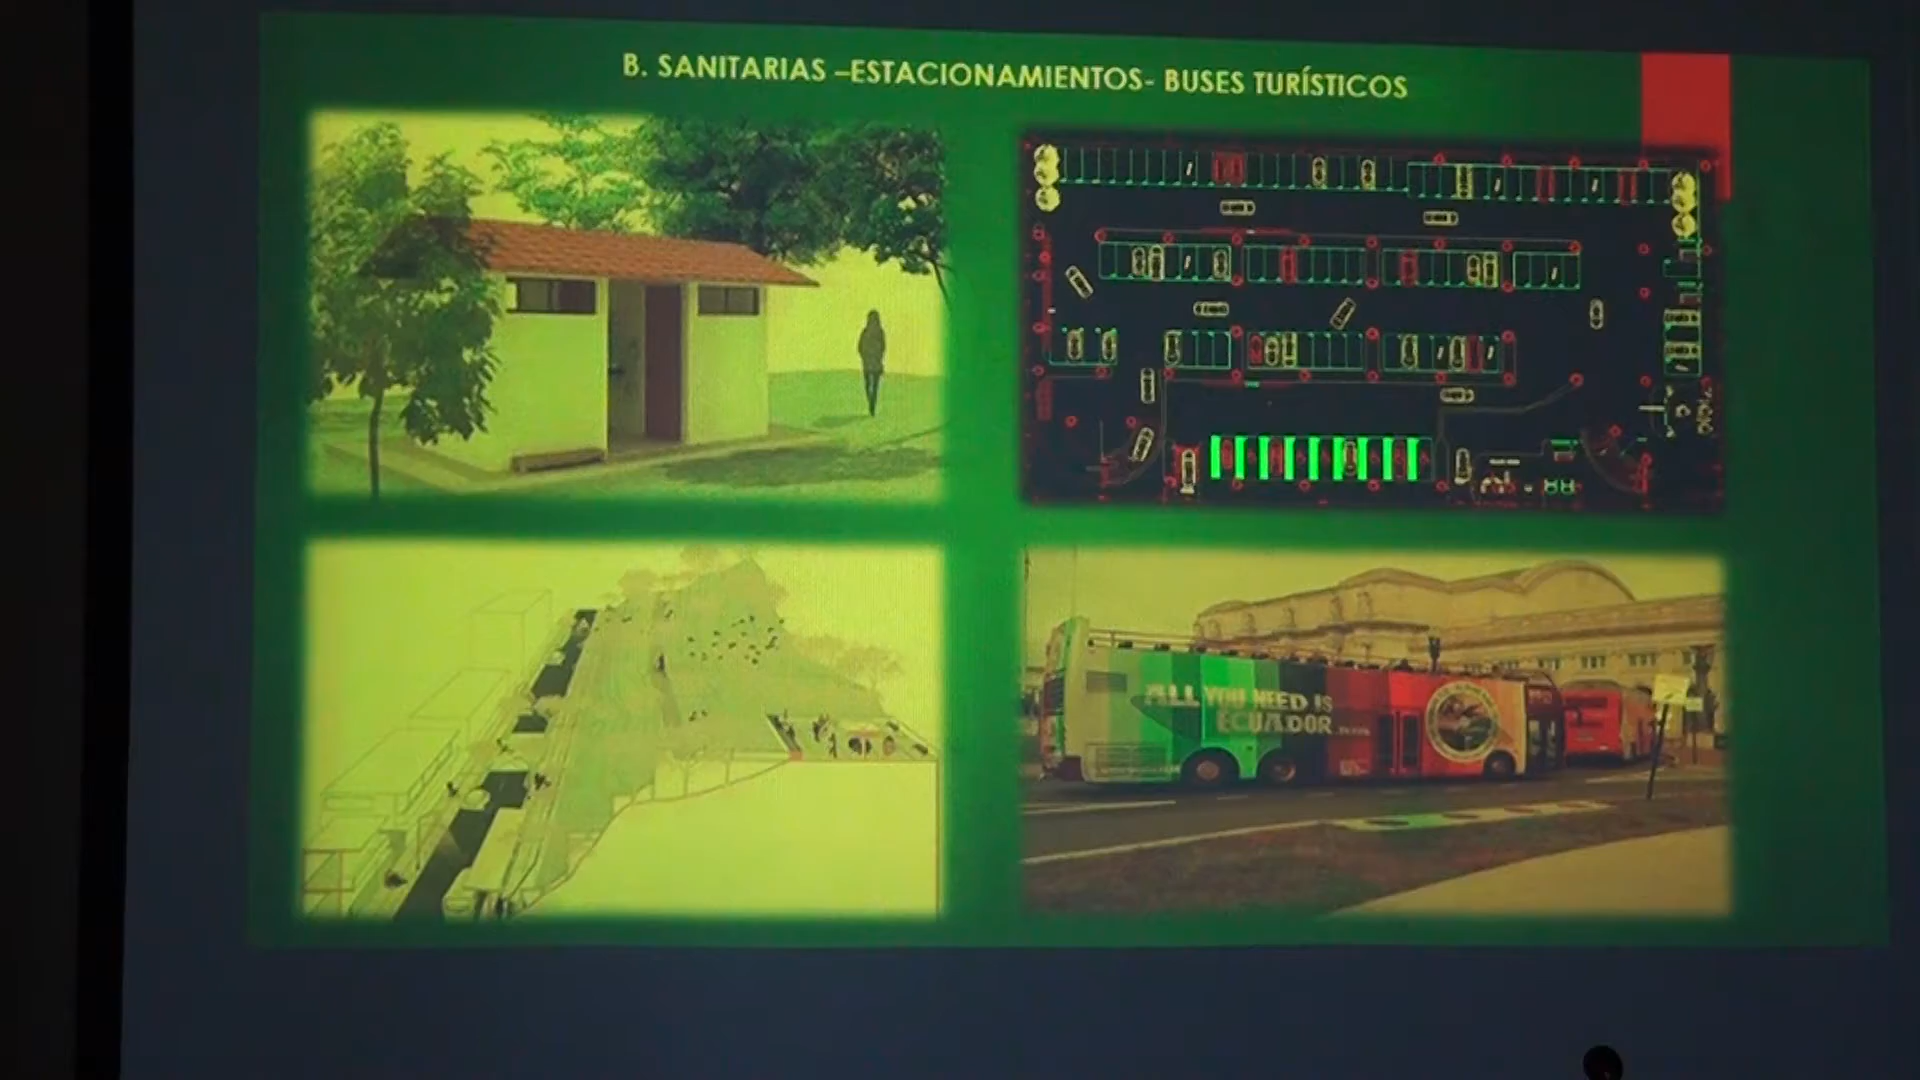 B. SANITARIAS –ESTACIONAMIENTOS- BUSES TURÍSTICOS
ALL YOU NEED IS
ECUADOR